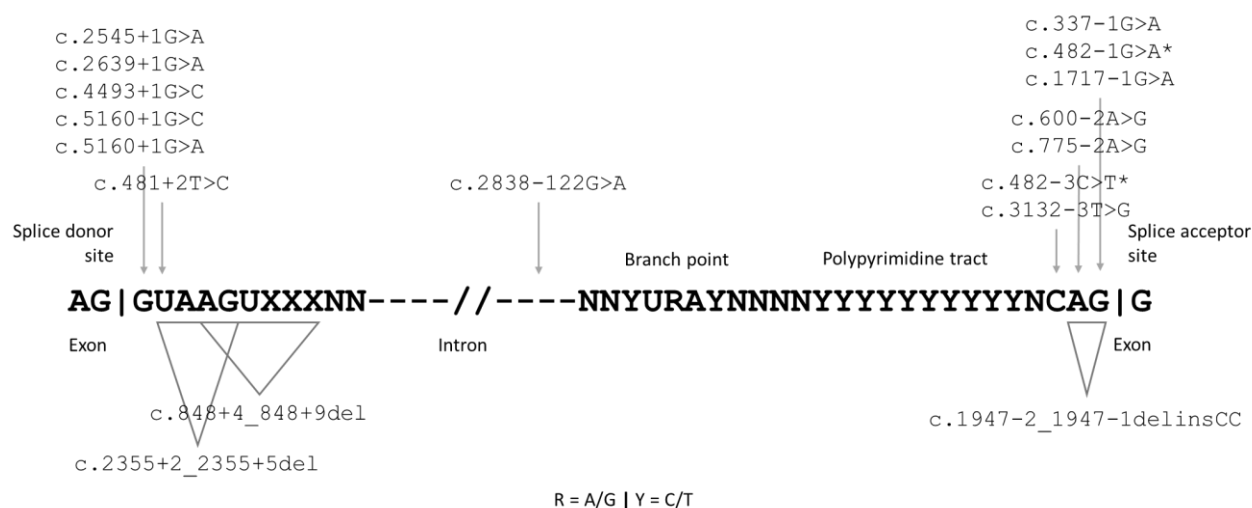 c.2545+1G>A
c.2639+1G>A
c.4493+1G>C
c.5160+1G>C
c.5160+1G>A
c.481+2T>C
c.2838-122G>A
c.337-1G>A
c.482-1G>A*
c.1717-1G>A
c.600-2A>G
c.775-2A>G
c.482-3C>T*
c.3132-3T>G
Splice donor
site
Branch point
Polypyrimidine tract
Splice acceptor
site
AG|GUAAGUXXXNN----//----NNYURAYNNNNYYYYYYYYYYNCAG|G
Exon
Intron
Exon
c.848+4_848+9del
c.1947-2_1947-1delinsCC
c.2355+2_2355+5del
R = A/G | Y = C/T